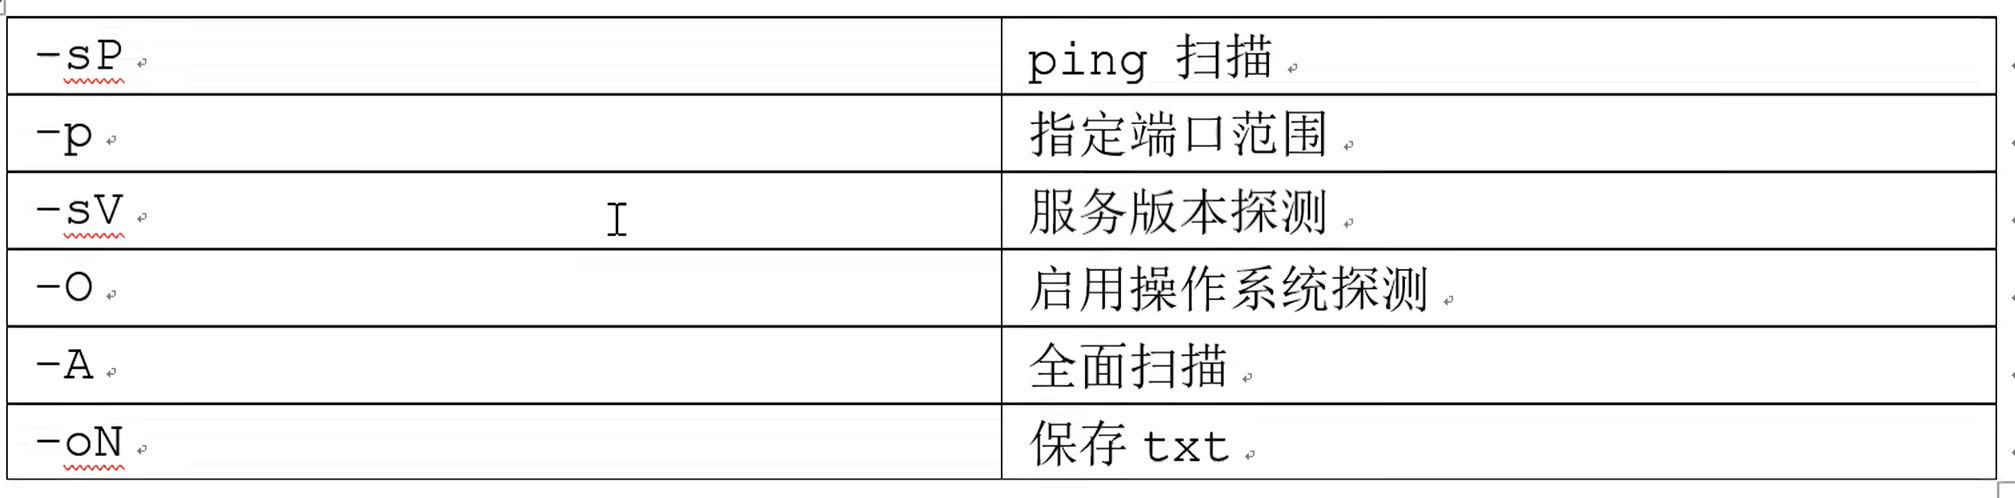 -sP
ping 扫描
-p
指定端口范围
-sV
服务版本探测
-O
启用操作系统探测
-A
全面扫描
-oN
保存 txt